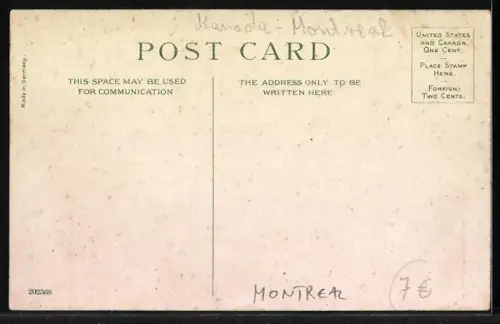 Kanada - Montreal
POST CARD
THIS SPACE MAY BE USED
FOR COMMUNICATION
THE ADDRESS ONLY TO BE
WRITTEN HERE
UNITED STATES
AND CANADA.
ONE CENT.
PLACE STAMP
HERE.
FOREIGN:
TWO CENTS.
Made in Germany
202568
MONTREAL
7€